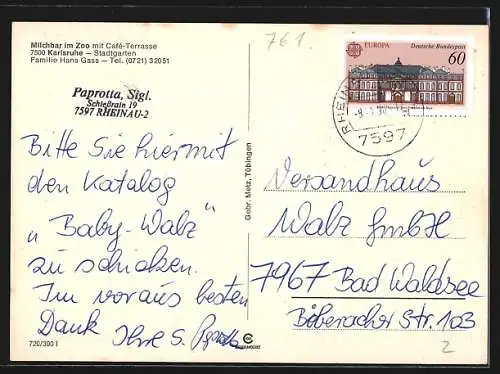 Milchbar im Zoo mit Café-Terrasse
7500 Karlsruhe – Stadtgarten
Familie Hans Gass – Tel. (0721) 32051
Paprotta, Sigl.
Schießrain 19
7597 RHEINAU-2
Bitte Sie hiermit
den Katalog
„Baby-Walz“
zu schicken.
Im voraus besten
Dank Ihre S. Paprotta
720/390 I
Gebr. Metz, Tübingen
761.
EUROPA Deutsche Bundespost
60
RHEINAU
7597
Versandhaus
Walz GmbH
7967 Bad Waldsee
Biberacher Str. 103
2